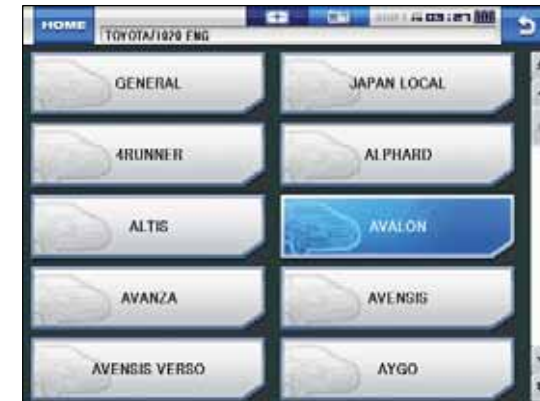 HOME
TOYOTA/1020 ENG
GENERAL
JAPAN LOCAL
4RUNNER
ALPHARD
ALTIS
AVALON
AVANZA
AVENSIS
AVENSIS VERSO
AYGO